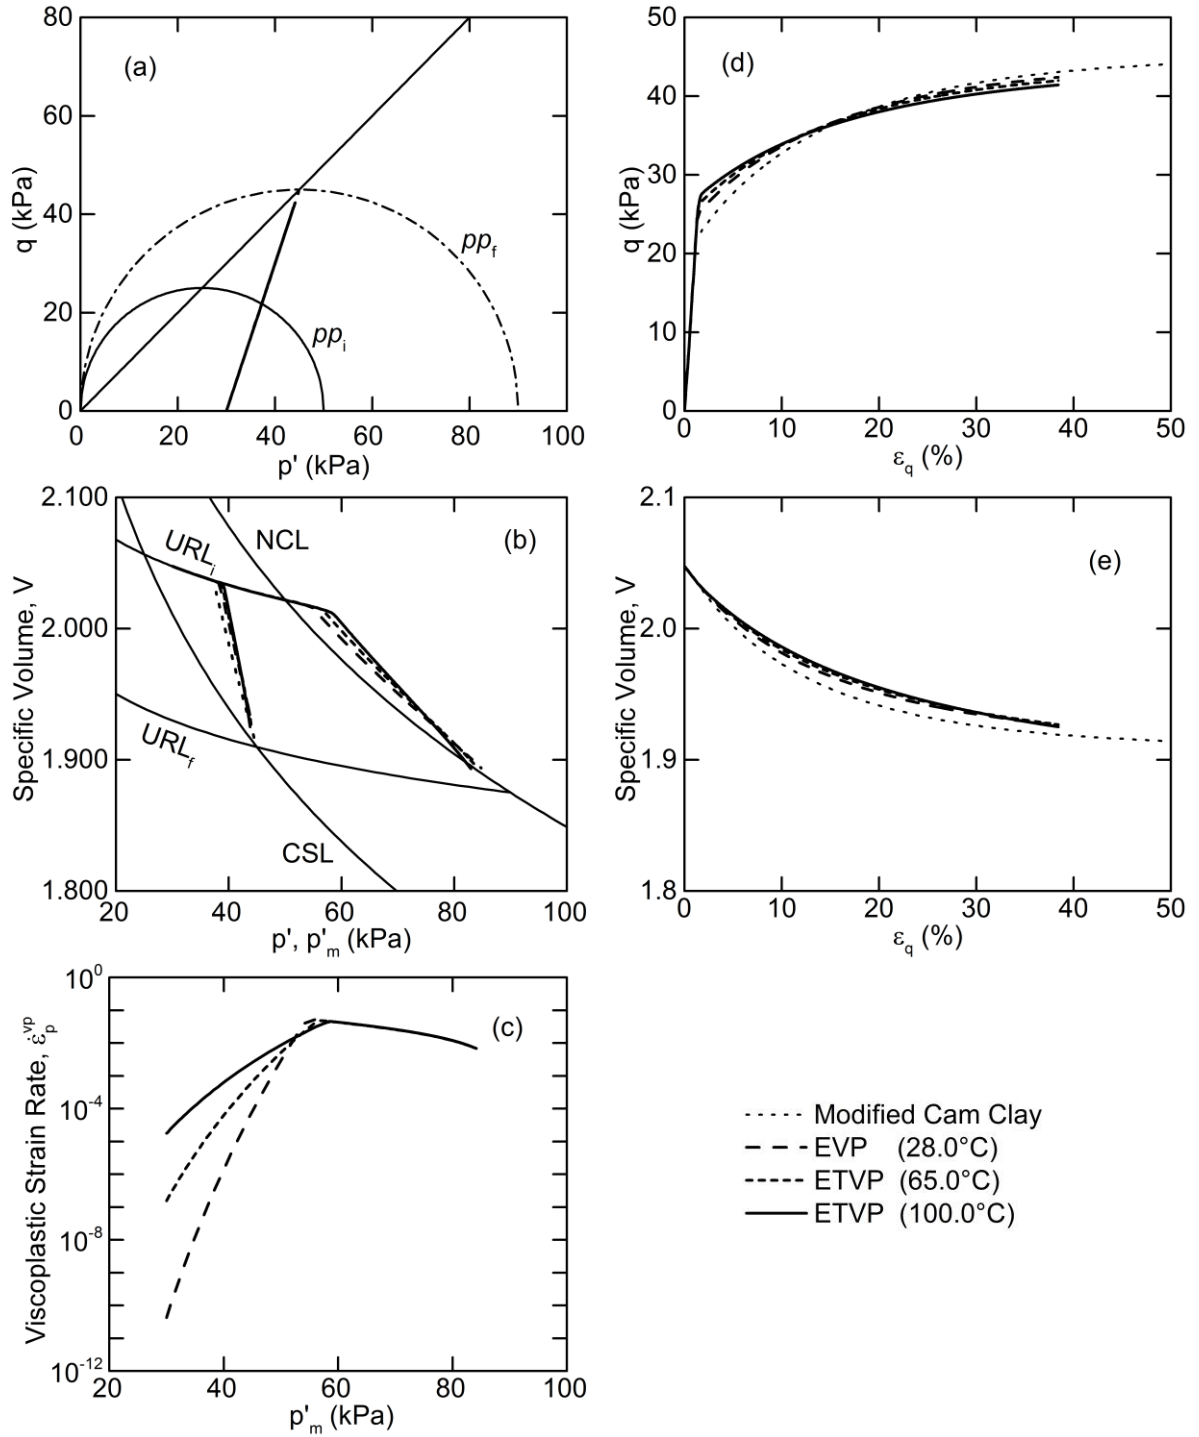 80
(a)
60
q (kPa)
40
pp_f
20
pp_i
0
0 20 40 60 80 100
p' (kPa)
50
(d)
40
q (kPa)
30
20
10
0
0 10 20 30 40 50
ε_q (%)
2.100
NCL
(b)
URL_i
Specific Volume, V
2.000
1.900
URL_f
CSL
1.800
20 40 60 80 100
p', p'_m (kPa)
2.1
(e)
Specific Volume, V
2.0
1.9
1.8
0 10 20 30 40 50
ε_q (%)
10^0
(c)
Viscoplastic Strain Rate, ε̇_p^vp
10^-4
10^-8
10^-12
20 40 60 80 100
p'_m (kPa)
Modified Cam Clay
EVP (28.0°C)
ETVP (65.0°C)
ETVP (100.0°C)